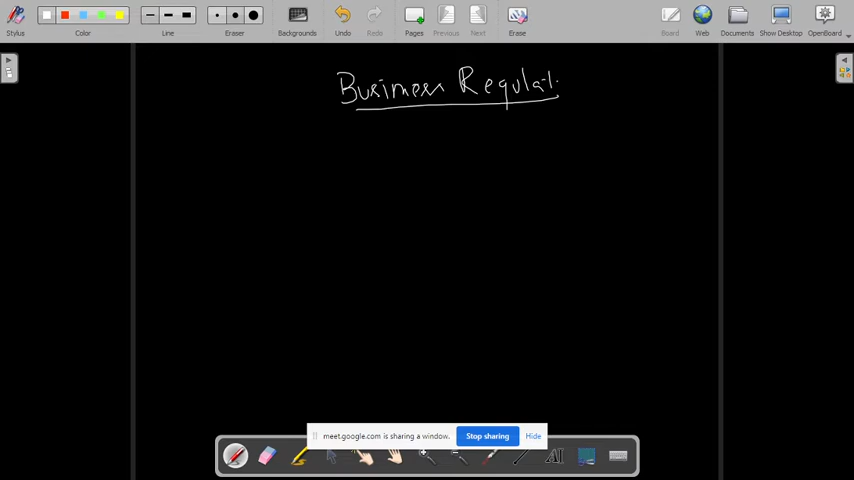 Stylus
Color
Line
Eraser
Backgrounds
Undo
Redo
Pages
Previous
Next
Erase
Board
Web
Documents
Show Desktop
OpenBoard
Business Regulat.
meet.google.com is sharing a window.
Stop sharing
Hide
AI